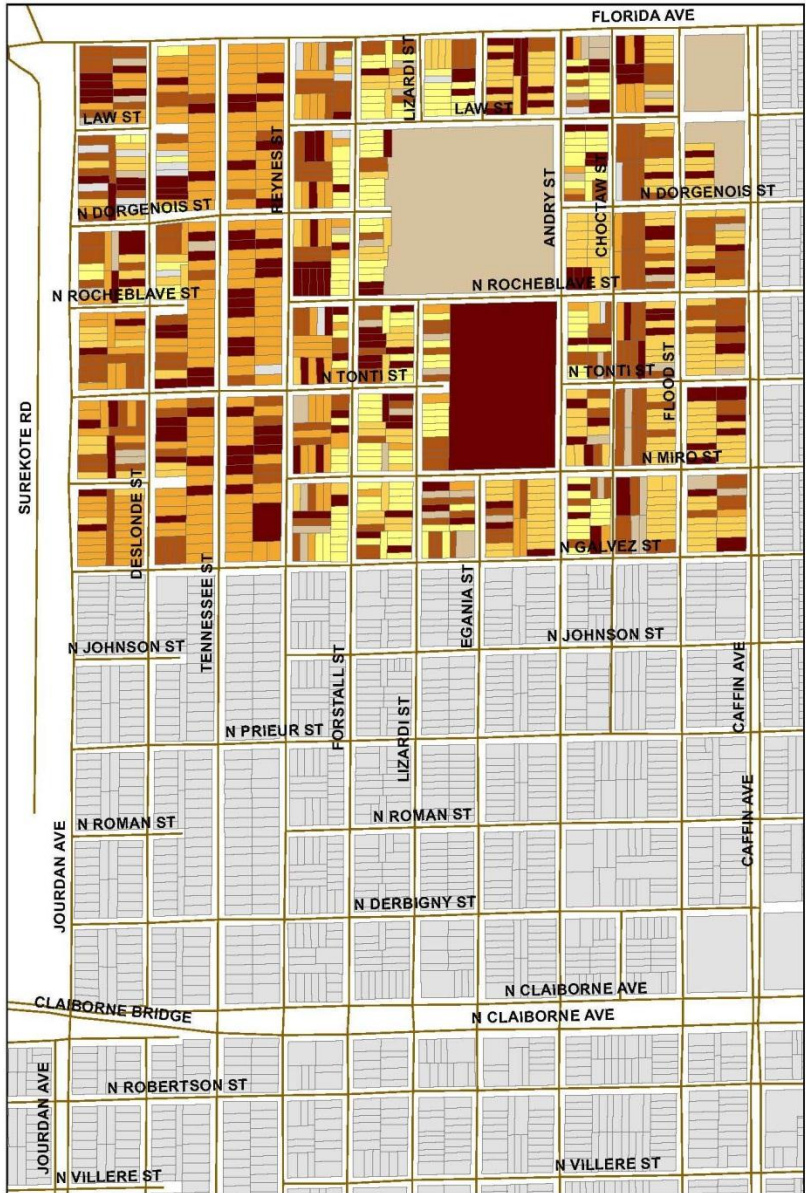 FLORIDA AVE
LIZARDI ST
LAW ST
LAW ST
REYNES ST
ANDRY ST
CHOCTAW ST
N DORGENOIS ST
N DORGENOIS ST
N ROCHEBLAVE ST
N ROCHEBLAVE ST
N TONTI ST
N TONTI ST
FLOOD ST
SUREKOTE RD
N MIRO ST
DESLONDE ST
N GALVEZ ST
TENNESSEE ST
EGANIA ST
N JOHNSON ST
N JOHNSON ST
FORSTALL ST
CAFFIN AVE
N PRIEUR ST
LIZARDI ST
N ROMAN ST
N ROMAN ST
CAFFIN AVE
JOURDAN AVE
N DERBIGNY ST
N CLAIBORNE AVE
CLAIBORNE BRIDGE
N CLAIBORNE AVE
N ROBERTSON ST
JOURDAN AVE
N VILLERE ST
N VILLERE ST